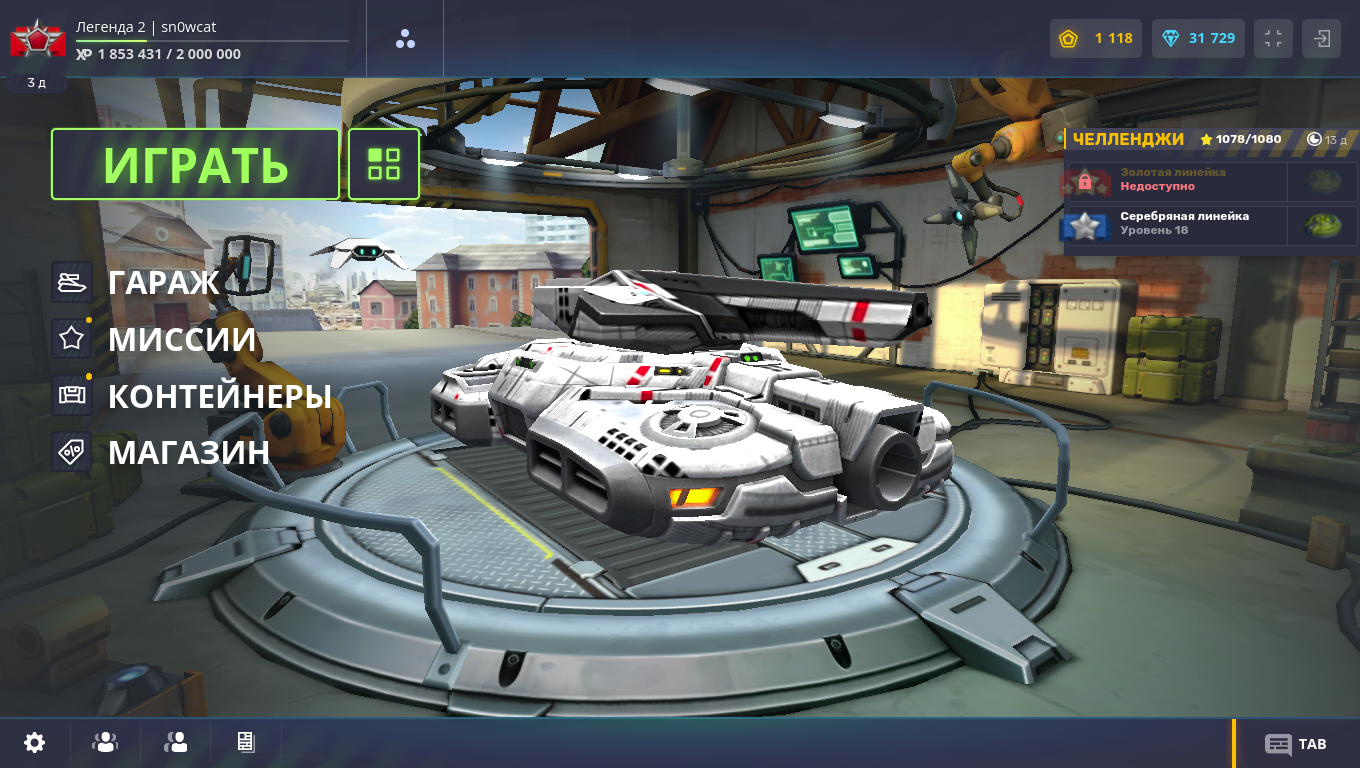 Легенда 2 | sn0wcat
XP 1 853 431 / 2 000 000
3 д
1 118
31 729
ИГРАТЬ
ЧЕЛЛЕНДЖИ
1078/1080
13 д
Золотая линейка
Недоступно
Серебряная линейка
Уровень 18
ГАРАЖ
МИССИИ
КОНТЕЙНЕРЫ
МАГАЗИН
TAB